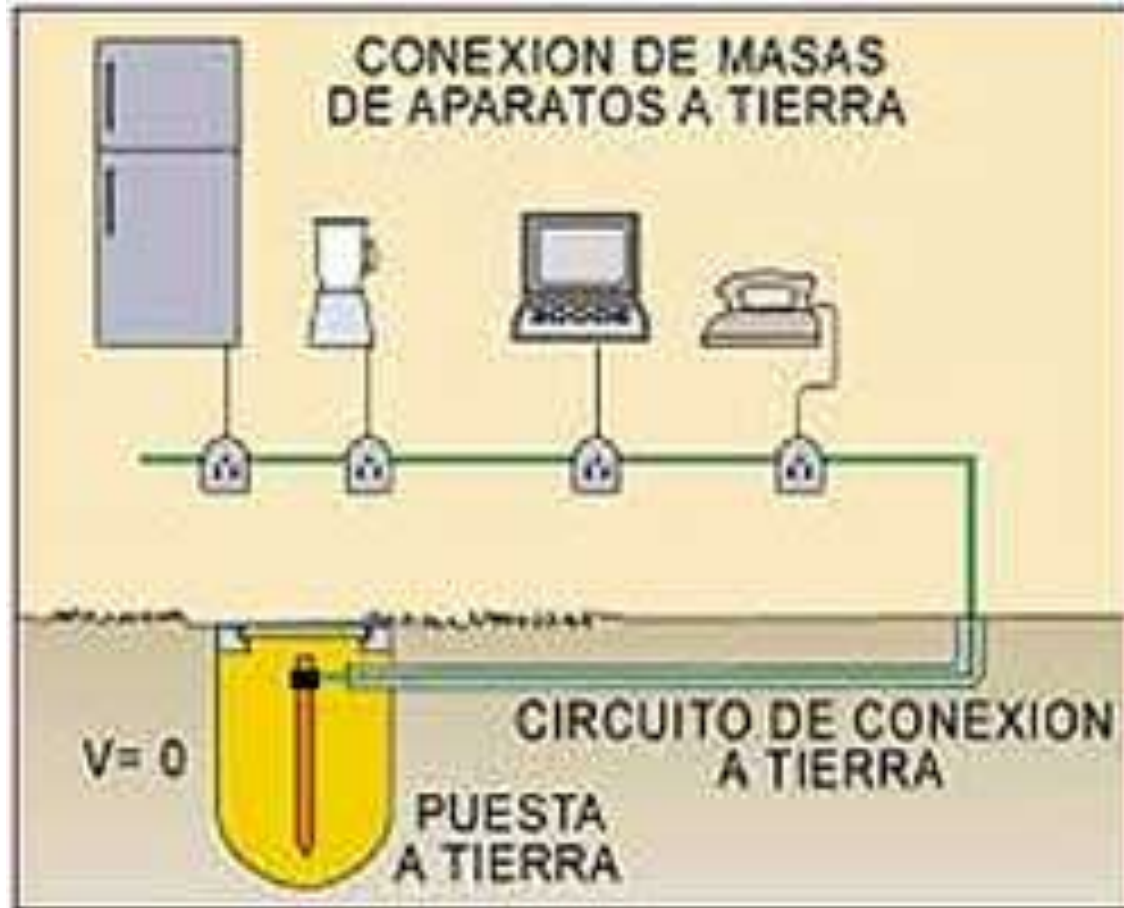 CONEXION DE MASAS
DE APARATOS A TIERRA
V= 0
CIRCUITO DE CONEXION
A TIERRA
PUESTA
A TIERRA